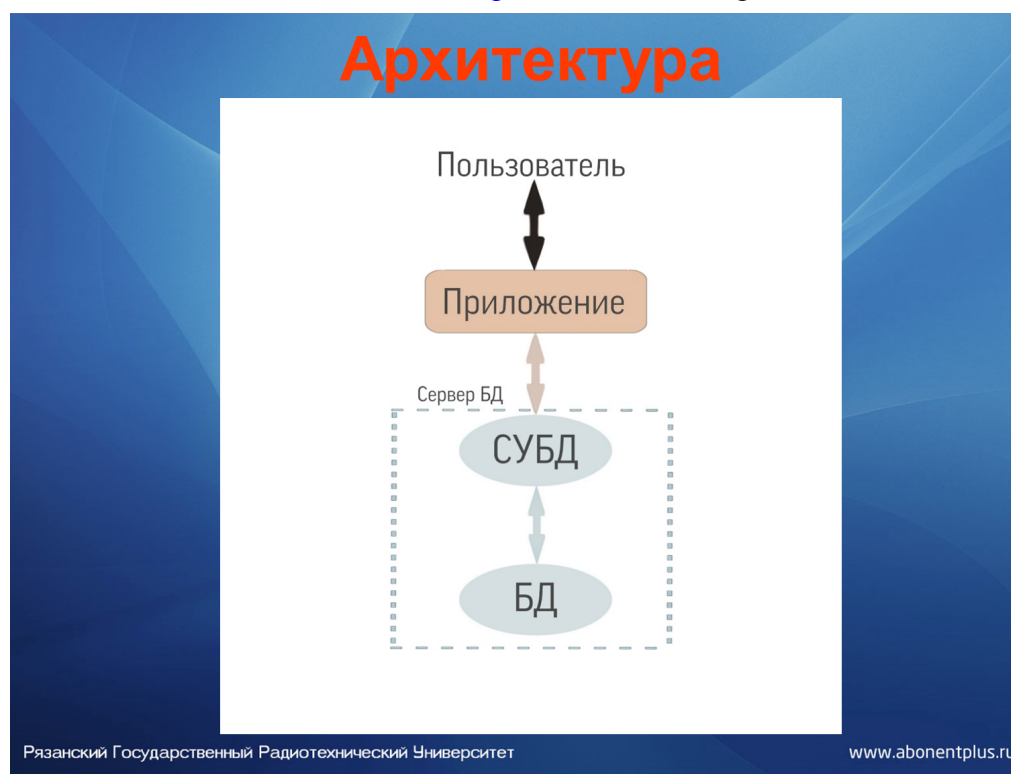 Архитектура
Пользователь
Приложение
Сервер БД
СУБД
БД
Рязанский Государственный Радиотехнический Университет
www.abonentplus.ru